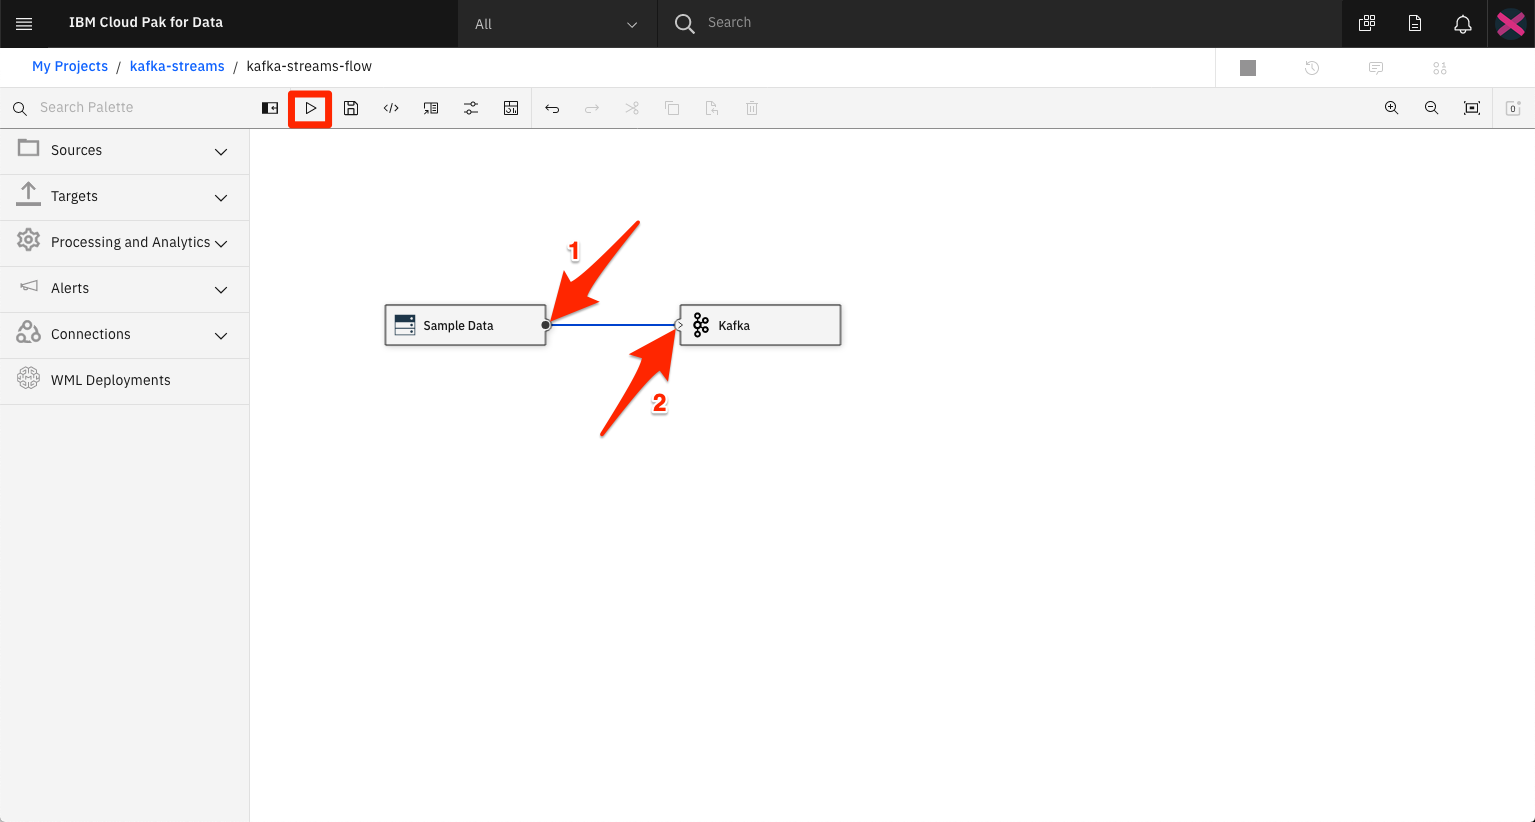 IBM Cloud Pak for Data
All
Search
My Projects / kafka-streams / kafka-streams-flow
Search Palette
</>
0
Sources
Targets
Processing and Analytics
Alerts
Connections
WML Deployments
1
Sample Data
Kafka
2